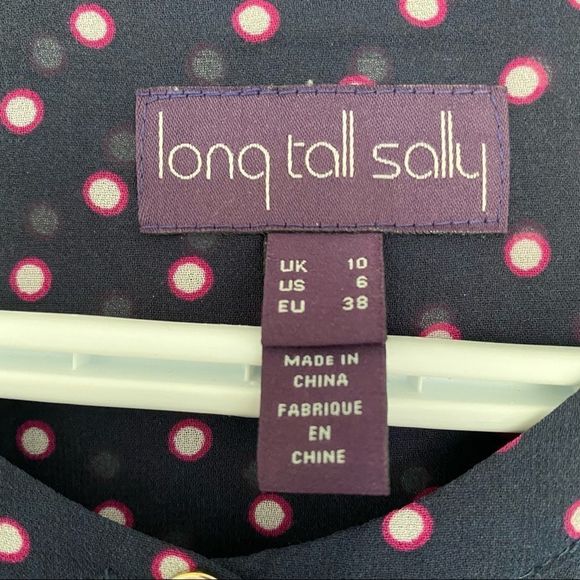 long tall sally
UK 10
US 6
EU 38
MADE IN
CHINA
FABRIQUE
EN
CHINE